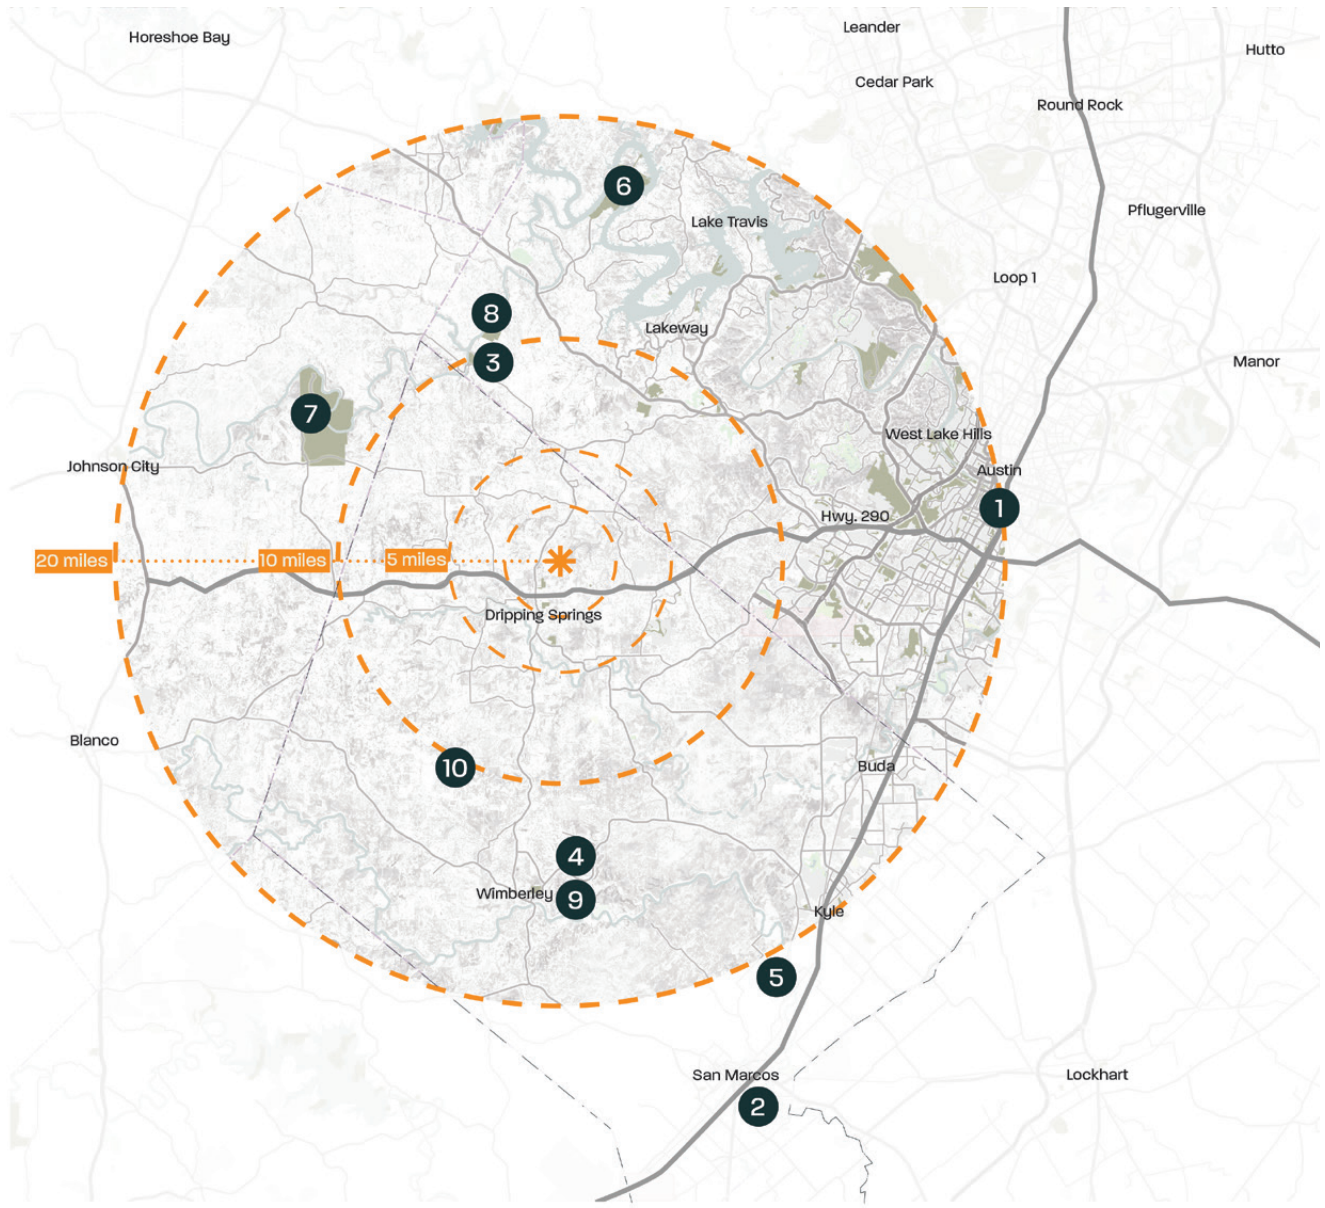 Leander
Horeshoe Bay
Hutto
Cedar Park
Round Rock
6
Pflugerville
Lake Travis
Loop 1
8
Lakeway
3
Manor
7
West Lake Hills
Johnson City
Austin
1
Hwy. 290
20 miles
10 miles
5 miles
Dripping Springs
Blanco
10
Buda
4
Wimberley
9
Kyle
5
San Marcos
Lockhart
2